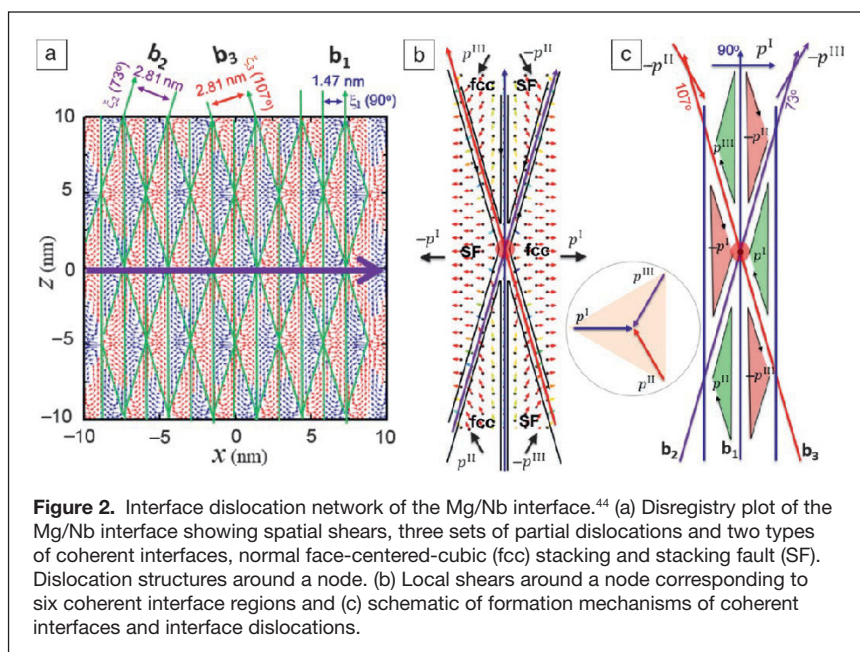 a
b₂
b₃
b₁
ξ₂ (73º)
2.81 nm
2.81 nm
ξ₃ (107º)
1.47 nm
ξ₁ (90º)
10
5
0
−5
−10
Z (nm)
−10
−5
0
5
10
x (nm)
b
pᴵᴵᴵ
−pᴵᴵ
fcc
SF
−pᴵ
SF
fcc
pᴵ
fcc
SF
pᴵᴵ
−pᴵᴵᴵ
pᴵᴵᴵ
pᴵ
pᴵᴵ
c
−pᴵᴵ
90º
pᴵ
−pᴵᴵᴵ
107º
73º
pᴵᴵᴵ
−pᴵᴵ
−pᴵ
pᴵ
pᴵᴵ
−pᴵᴵᴵ
b₂
b₁
b₃
Figure 2. Interface dislocation network of the Mg/Nb interface.⁴⁴ (a) Disregistry plot of the
Mg/Nb interface showing spatial shears, three sets of partial dislocations and two types
of coherent interfaces, normal face-centered-cubic (fcc) stacking and stacking fault (SF).
Dislocation structures around a node. (b) Local shears around a node corresponding to
six coherent interface regions and (c) schematic of formation mechanisms of coherent
interfaces and interface dislocations.